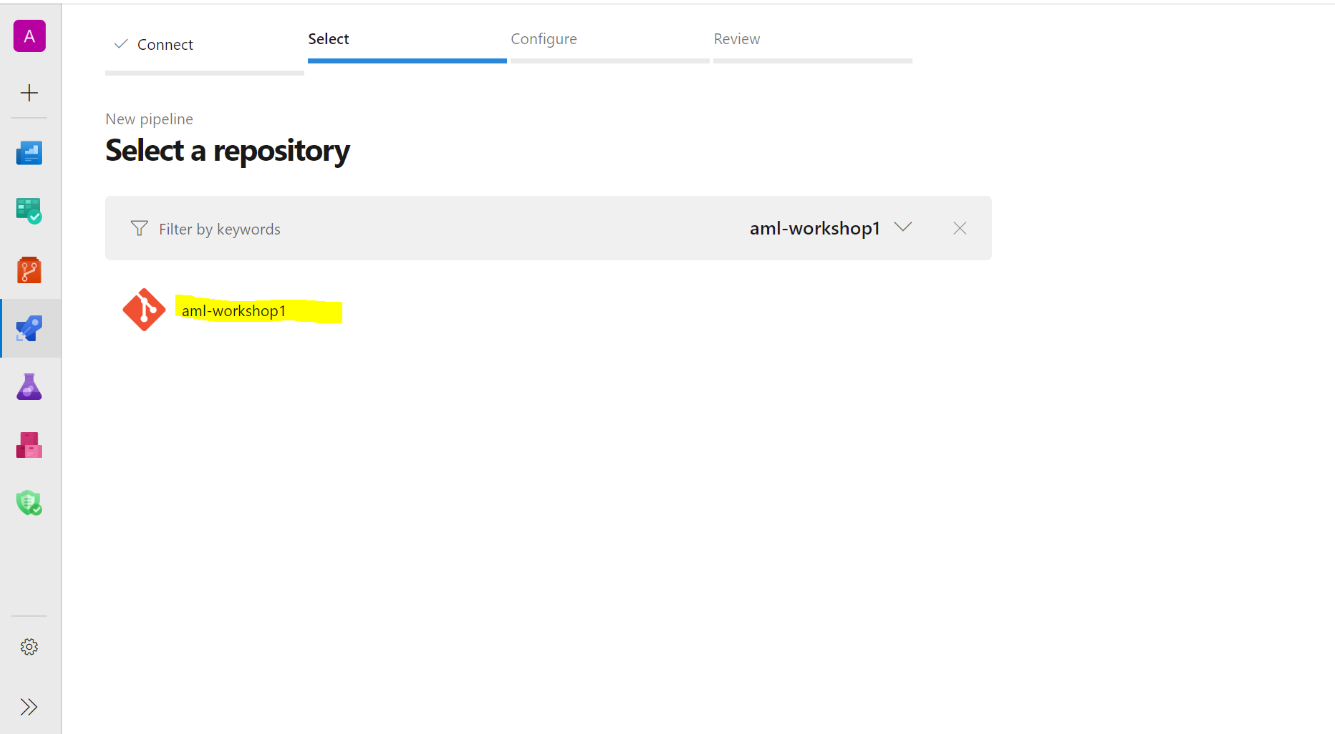 A
Connect
Select
Configure
Review
New pipeline
Select a repository
Filter by keywords
aml-workshop1
aml-workshop1